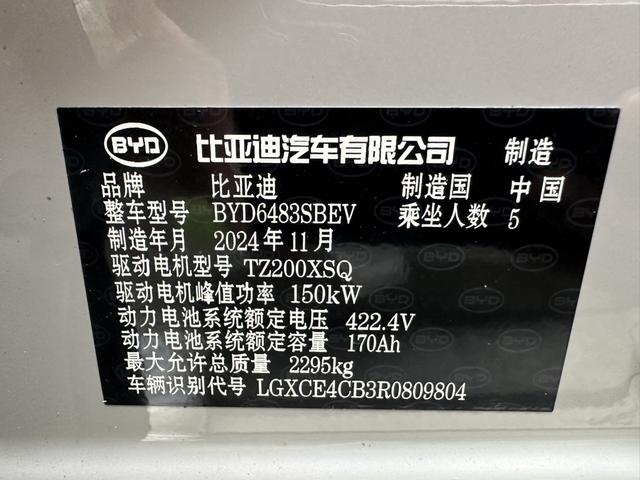 BYD 比亚迪汽车有限公司 制造
品牌 比亚迪 制造国 中国
整车型号 BYD6483SBEV 乘坐人数 5
制造年月 2024年11月
驱动电机型号 TZ200XSQ
驱动电机峰值功率 150kW
动力电池系统额定电压 422.4V
动力电池系统额定容量 170Ah
最大允许总质量 2295kg
车辆识别代号 LGXCE4CB3R0809804